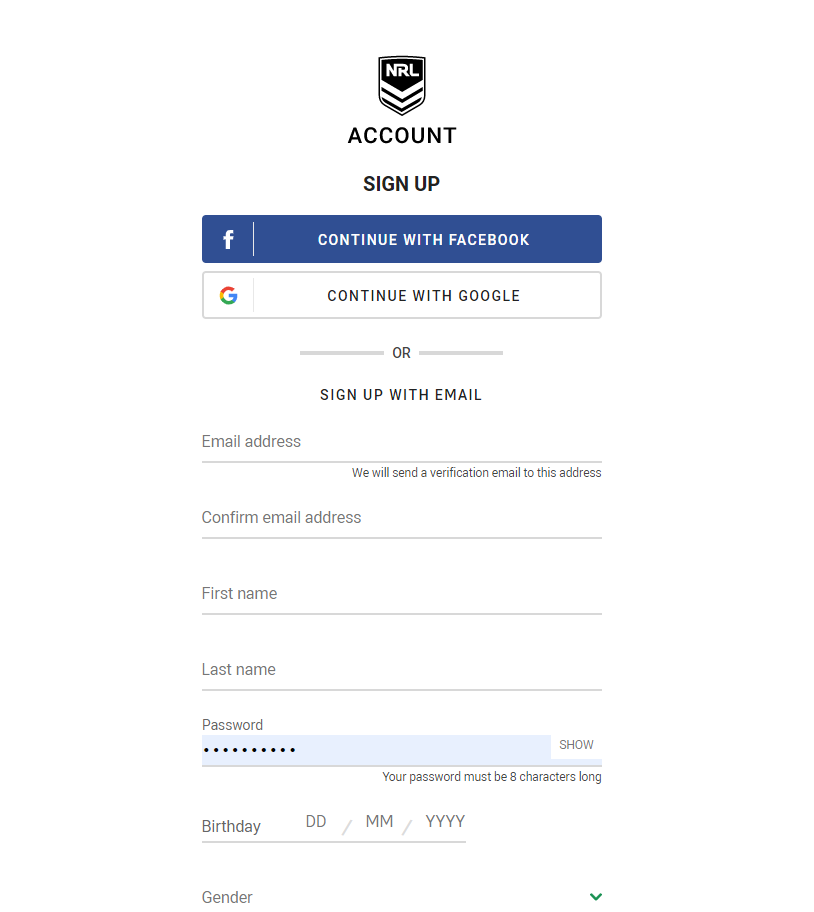 NRL
ACCOUNT
SIGN UP
f CONTINUE WITH FACEBOOK
G CONTINUE WITH GOOGLE
OR
SIGN UP WITH EMAIL
Email address
We will send a verification email to this address
Confirm email address
First name
Last name
Password
•••••••••• SHOW
Your password must be 8 characters long
Birthday DD / MM / YYYY
Gender